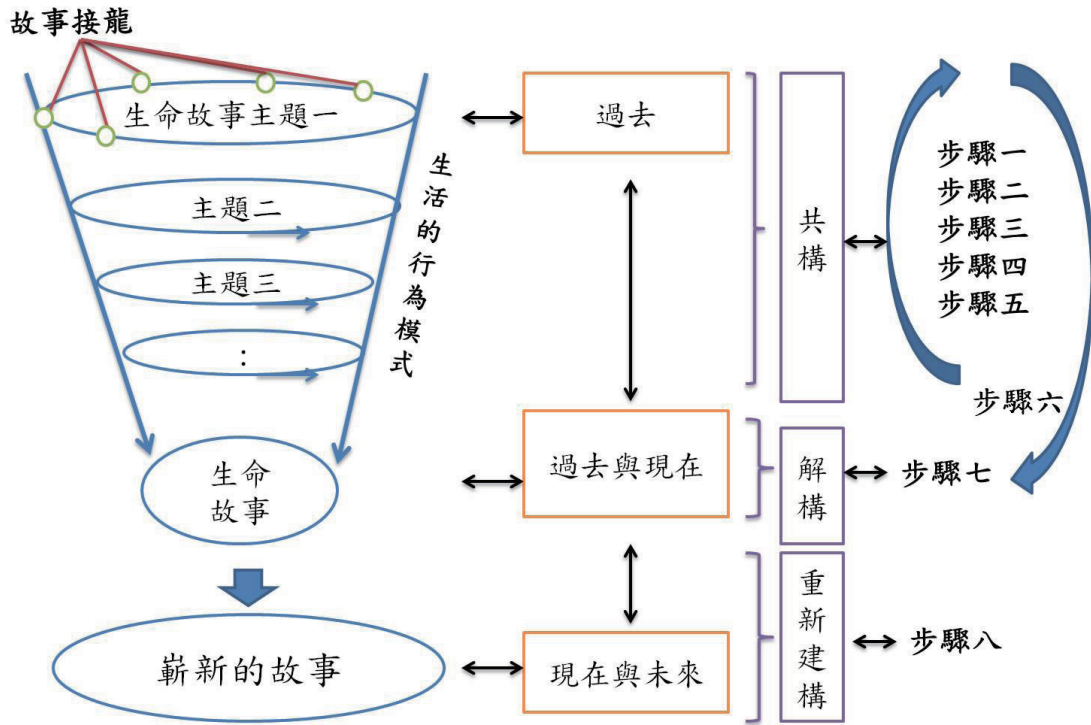 故事接龍
生命故事主題一
主題二
主題三
:
生活的行為模式
生命
故事
嶄新的故事
過去
過去與現在
現在與未來
共構
解構
重新建構
步驟一
步驟二
步驟三
步驟四
步驟五
步驟六
步驟七
步驟八